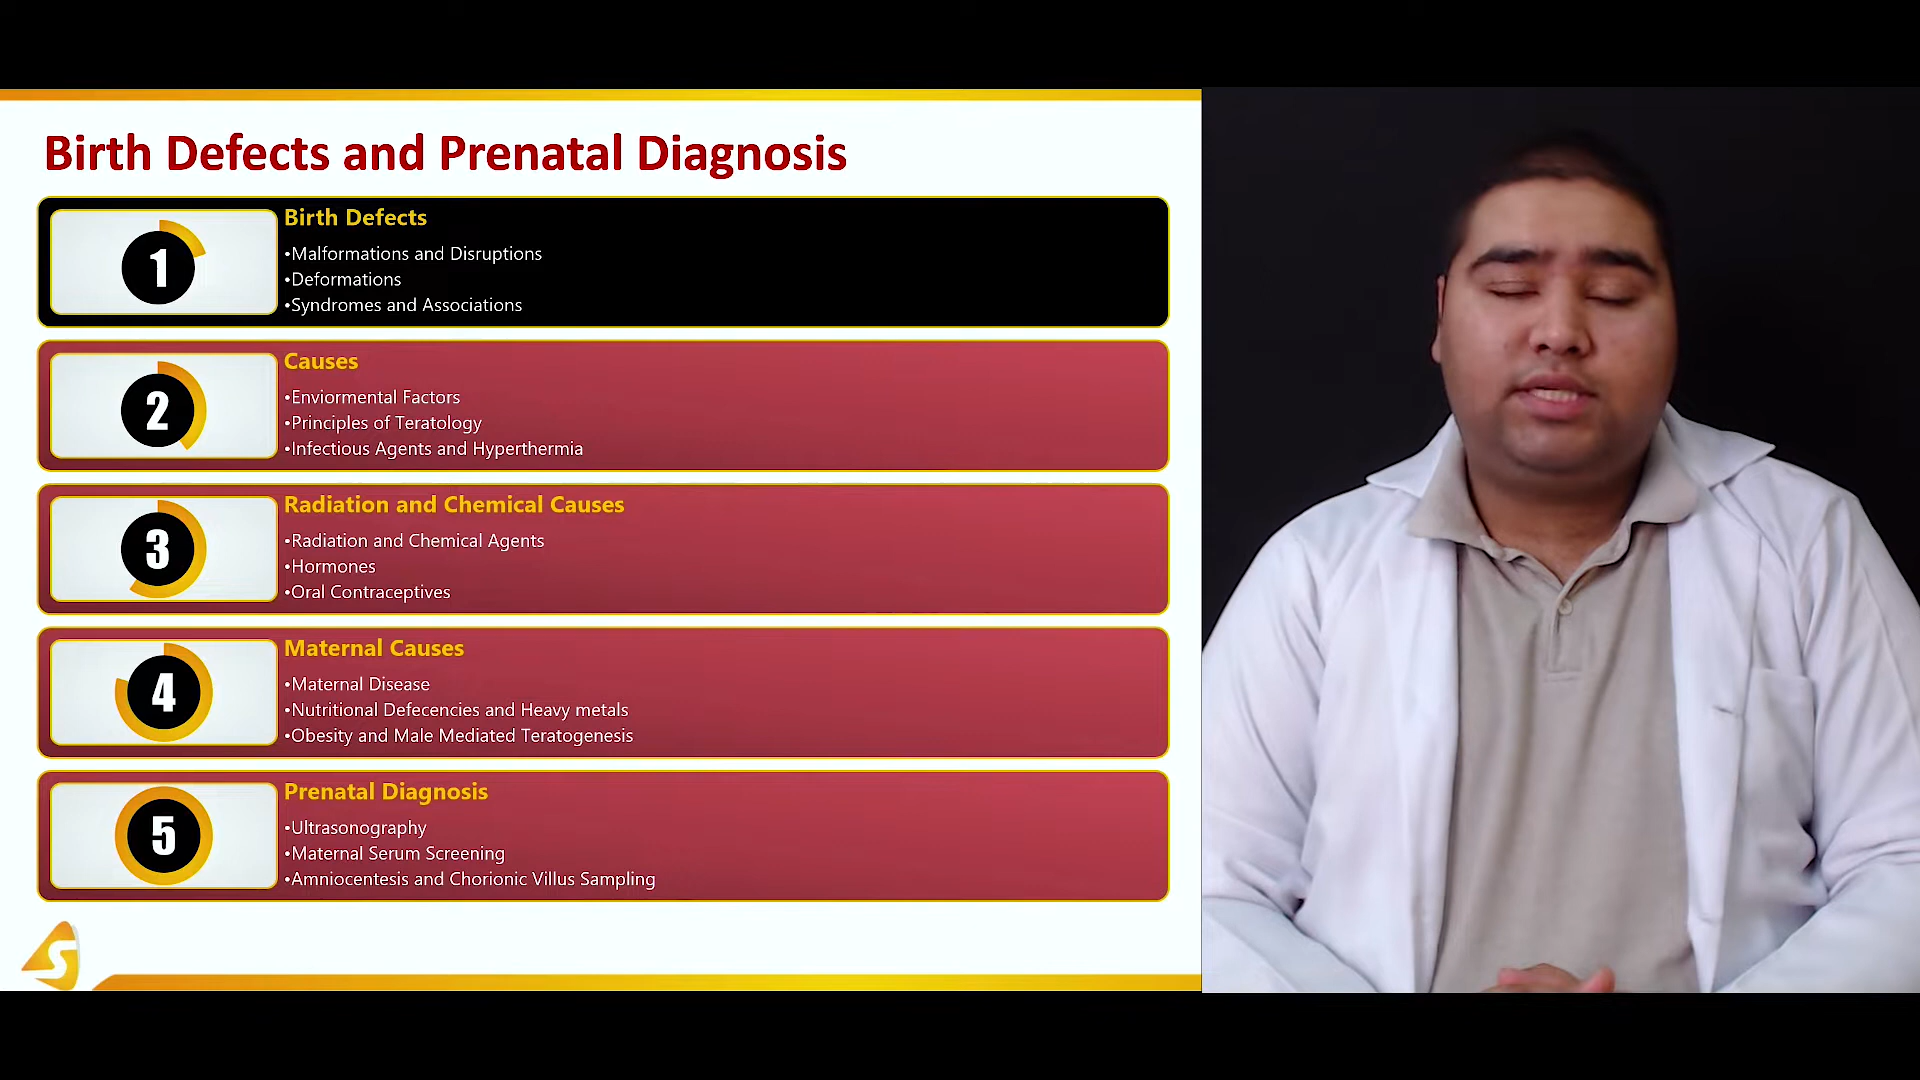 Birth Defects and Prenatal Diagnosis
1
Birth Defects
•Malformations and Disruptions
•Deformations
•Syndromes and Associations
2
Causes
•Enviormental Factors
•Principles of Teratology
•Infectious Agents and Hyperthermia
3
Radiation and Chemical Causes
•Radiation and Chemical Agents
•Hormones
•Oral Contraceptives
4
Maternal Causes
•Maternal Disease
•Nutritional Defecencies and Heavy metals
•Obesity and Male Mediated Teratogenesis
5
Prenatal Diagnosis
•Ultrasonography
•Maternal Serum Screening
•Amniocentesis and Chorionic Villus Sampling
S